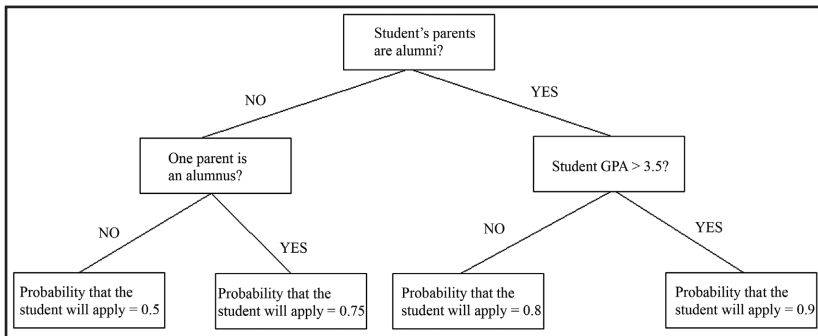 Student's parents
are alumni?
NO
YES
One parent is
an alumnus?
Student GPA > 3.5?
NO
YES
NO
YES
Probability that the
student will apply = 0.5
Probability that the
student will apply = 0.75
Probability that the
student will apply = 0.8
Probability that the
student will apply = 0.9